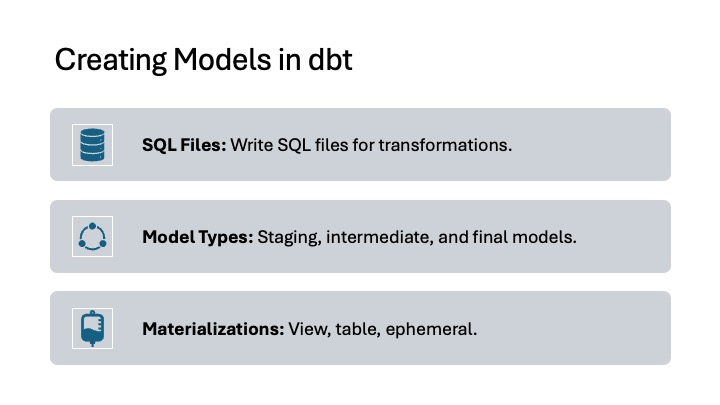 Creating Models in dbt
SQL Files: Write SQL files for transformations.
Model Types: Staging, intermediate, and final models.
Materializations: View, table, ephemeral.